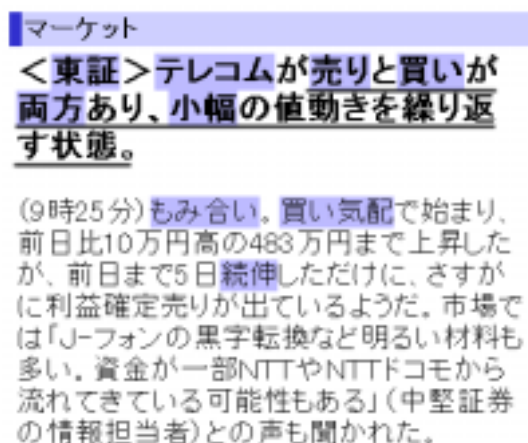 マーケット
＜東証＞テレコムが売りと買いが
両方あり、小幅の値動きを繰り返
す状態。
(9時25分)もみ合い。買い気配で始まり、
前日比10万円高の483万円まで上昇した
が、前日まで5日続伸しただけに、さすが
に利益確定売りが出ているようだ。市場で
は「J-フォンの黒字転換など明るい材料も
多い。資金が一部NTTやNTTドコモから
流れてきている可能性もある」(中堅証券
の情報担当者)との声も聞かれた。